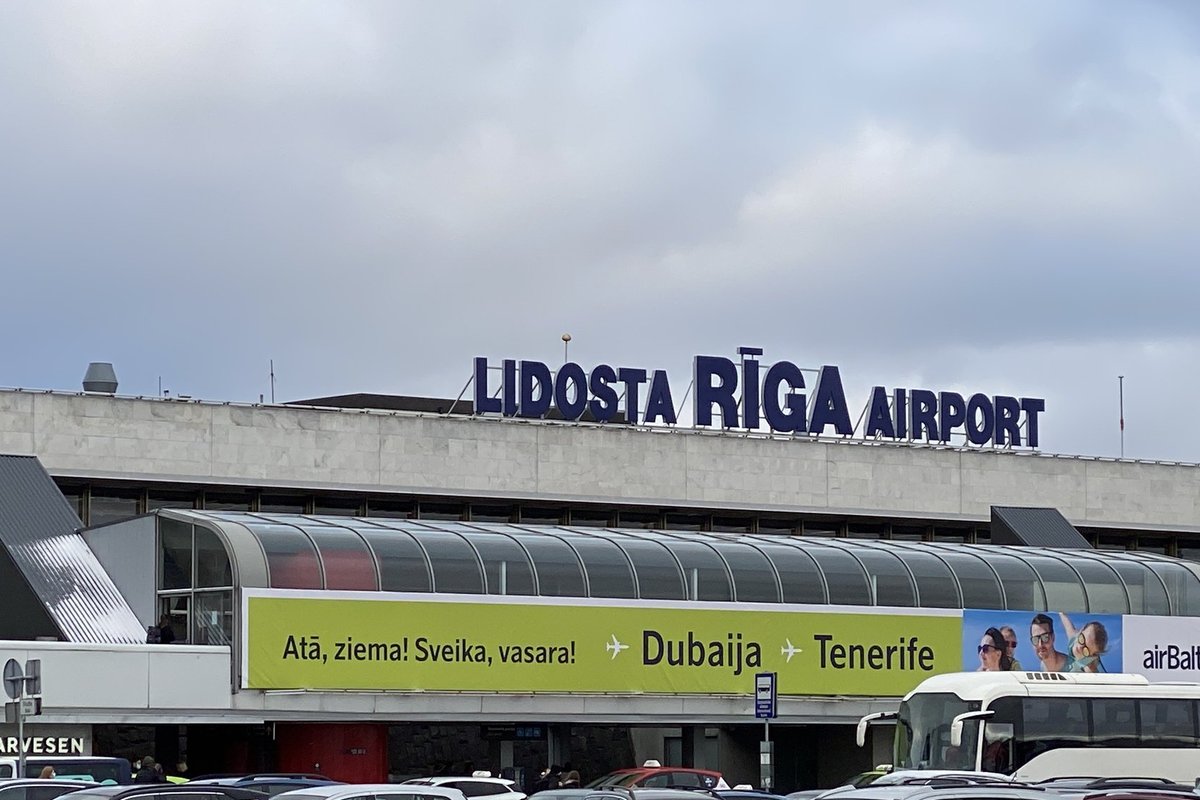 LIDOSTA RĪGA AIRPORT
Atā, ziema! Sveika, vasara! Dubaija Tenerife
airBalt
ARVESEN